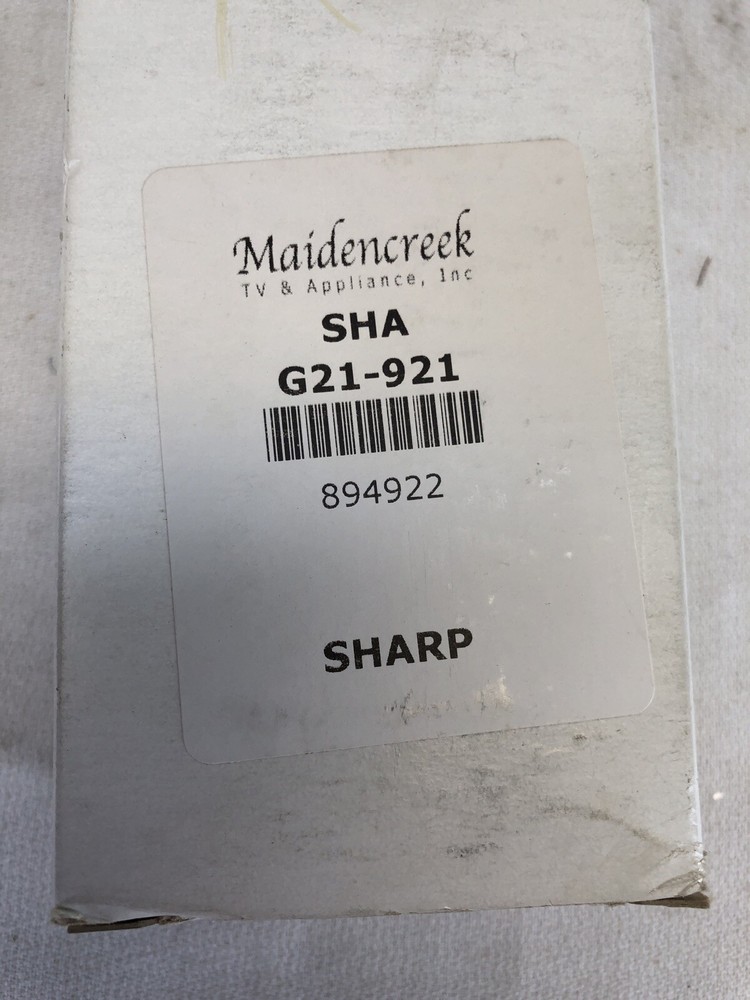 Maidencreek
TV & Appliance, Inc
SHA
G21-921
894922
SHARP